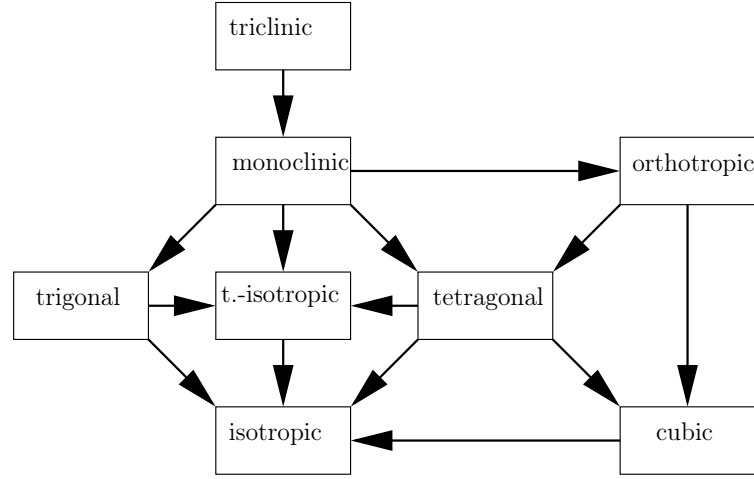 triclinic
monoclinic
orthotropic
trigonal
t.-isotropic
tetragonal
isotropic
cubic